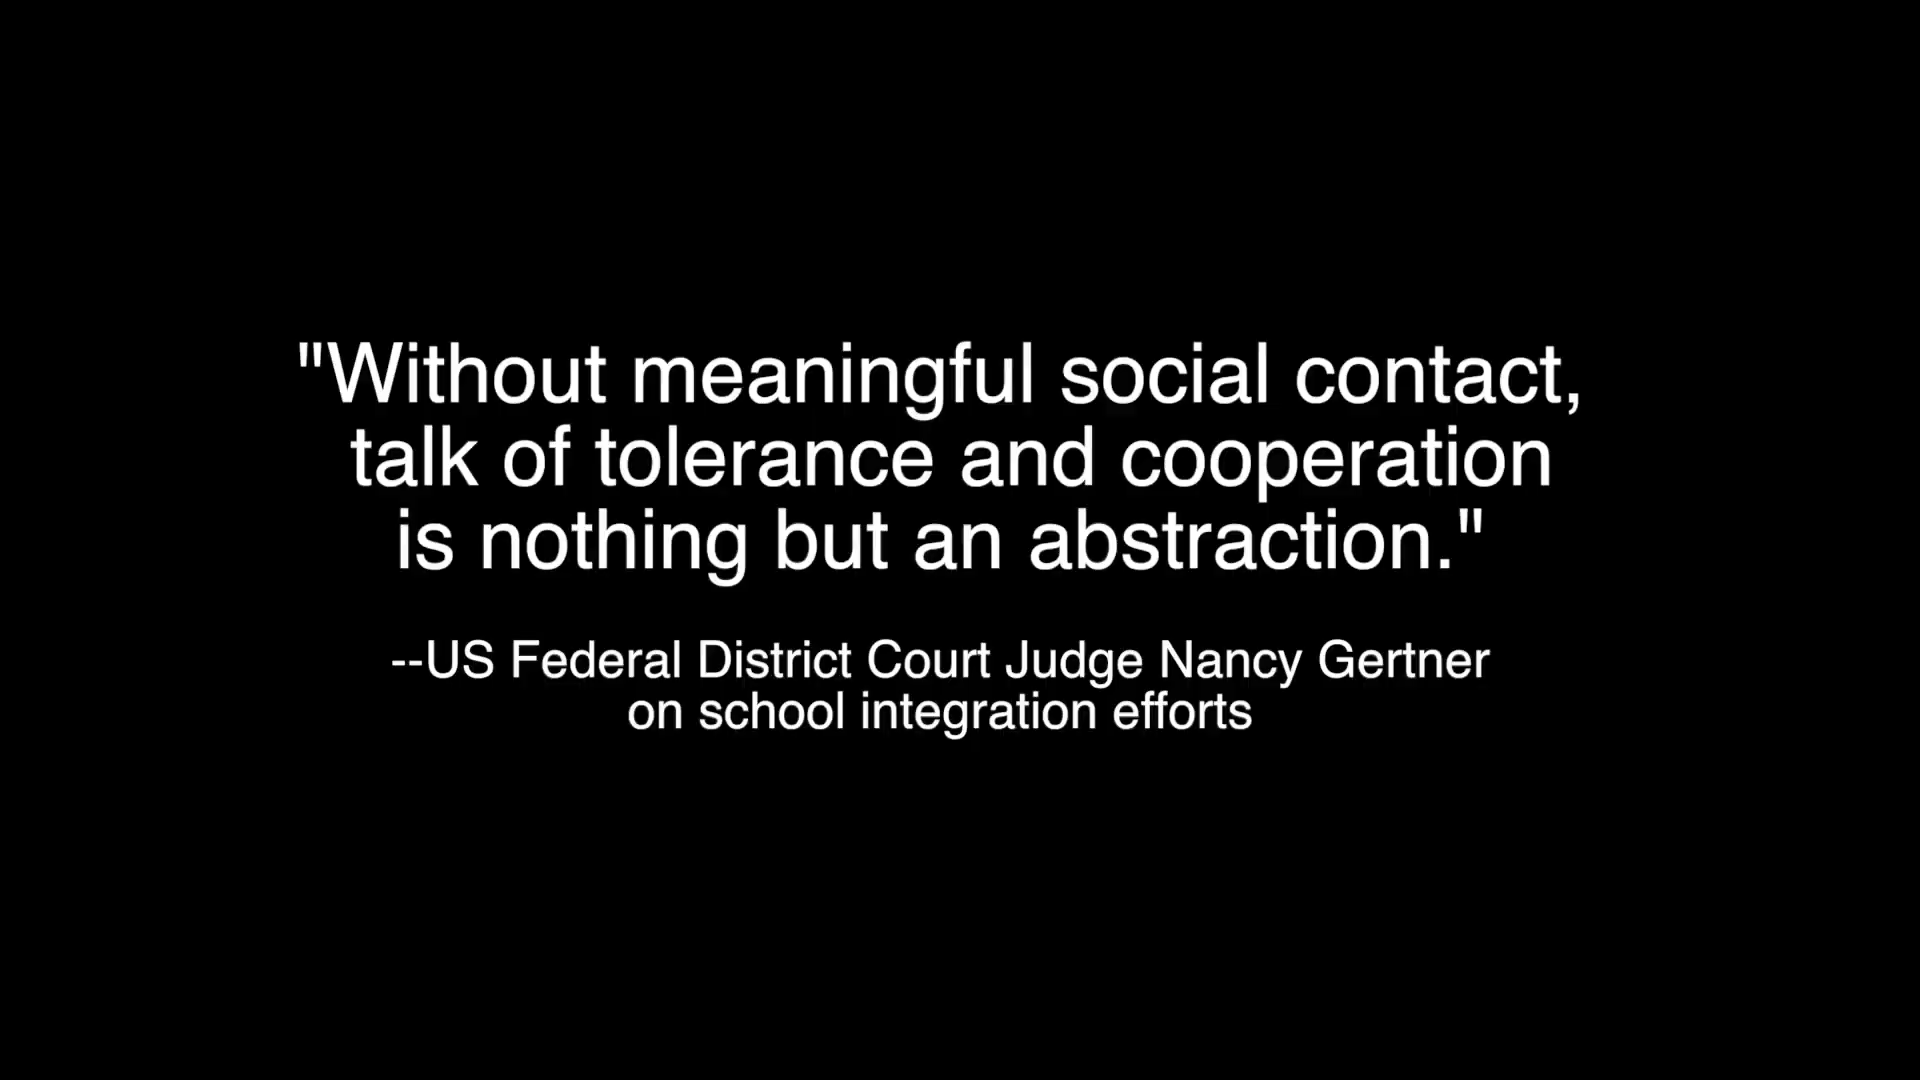 "Without meaningful social contact,
talk of tolerance and cooperation
is nothing but an abstraction."
--US Federal District Court Judge Nancy Gertner
on school integration efforts